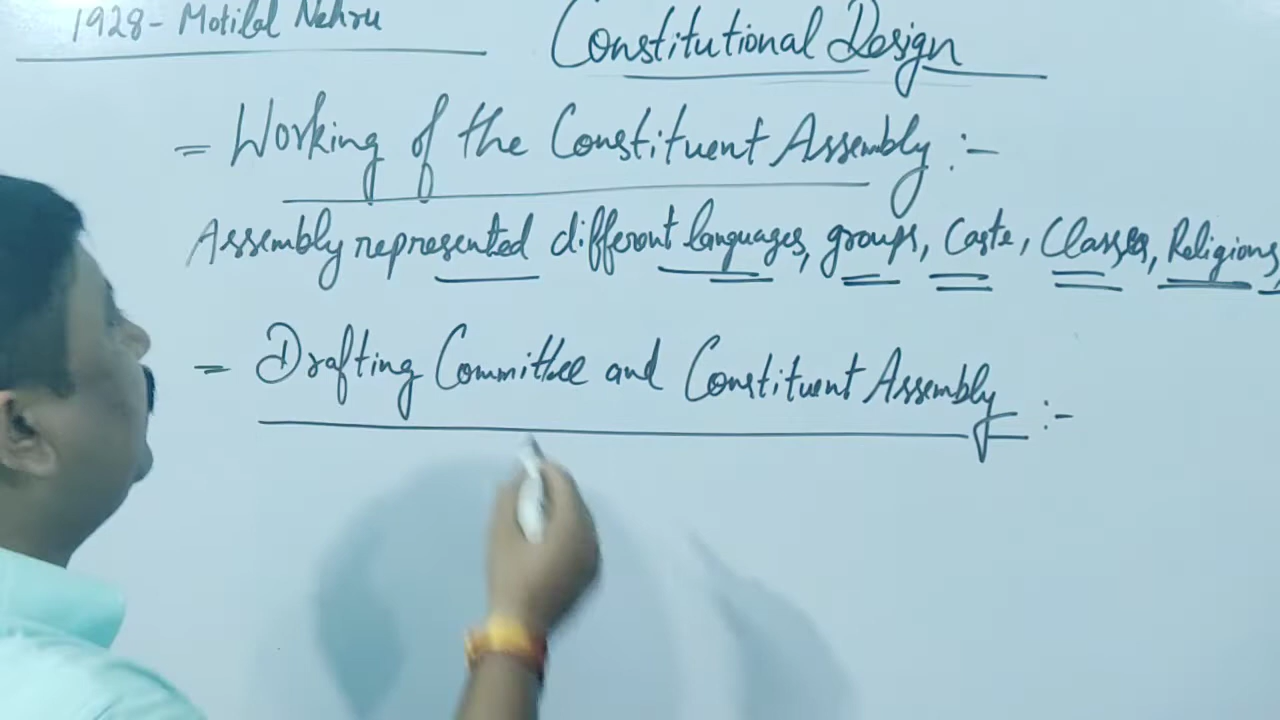 1928 - Motilal Nehru
Constitutional Design
= Working of the Constituent Assembly :-
Assembly represented different languages, groups, Caste, Classes, Religions,
= Drafting Committee and Constituent Assembly :-